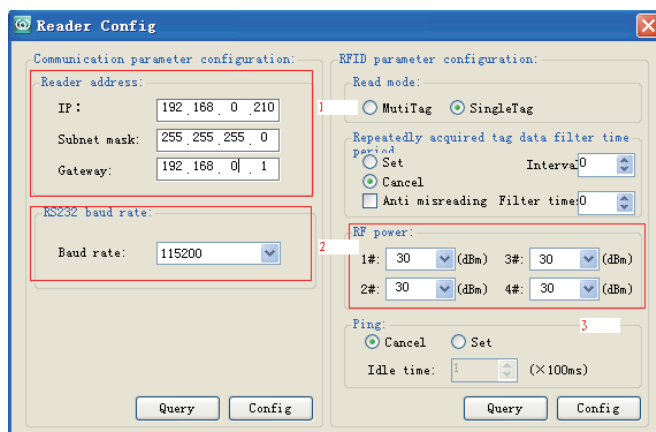 Reader Config
Communication parameter configuration:
Reader address:
IP:
192 .168 . 0 .210
Subnet mask:
255 .255 .255 . 0
Gateway:
192 .168 . 0 . 1
1
RS232 baud rate:
Baud rate:
115200
2
Query
Config
RFID parameter configuration:
Read mode:
MutiTag
SingleTag
Repeatedly acquired tag data filter time period
Set
Interval
0
Cancel
Anti misreading
Filter time:
0
RF power:
1#: 30 (dBm) 3#: 30 (dBm)
2#: 30 (dBm) 4#: 30 (dBm)
3
Ping:
Cancel
Set
Idle time: 1 (×100ms)
Query
Config